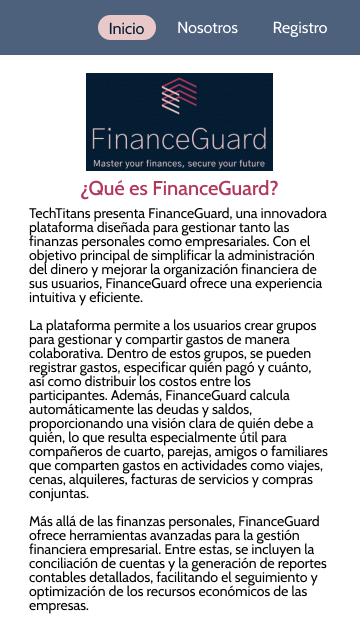 Inicio Nosotros Registro
FinanceGuard
Master your finances, secure your future
¿Qué es FinanceGuard?
TechTitans presenta FinanceGuard, una innovadora
plataforma diseñada para gestionar tanto las
finanzas personales como empresariales. Con el
objetivo principal de simplificar la administración
del dinero y mejorar la organización financiera de
sus usuarios, FinanceGuard ofrece una experiencia
intuitiva y eficiente.
La plataforma permite a los usuarios crear grupos
para gestionar y compartir gastos de manera
colaborativa. Dentro de estos grupos, se pueden
registrar gastos, especificar quién pagó y cuánto,
así como distribuir los costos entre los
participantes. Además, FinanceGuard calcula
automáticamente las deudas y saldos,
proporcionando una visión clara de quién debe a
quién, lo que resulta especialmente útil para
compañeros de cuarto, parejas, amigos o familiares
que comparten gastos en actividades como viajes,
cenas, alquileres, facturas de servicios y compras
conjuntas.
Más allá de las finanzas personales, FinanceGuard
ofrece herramientas avanzadas para la gestión
financiera empresarial. Entre estas, se incluyen la
conciliación de cuentas y la generación de reportes
contables detallados, facilitando el seguimiento y
optimización de los recursos económicos de las
empresas.